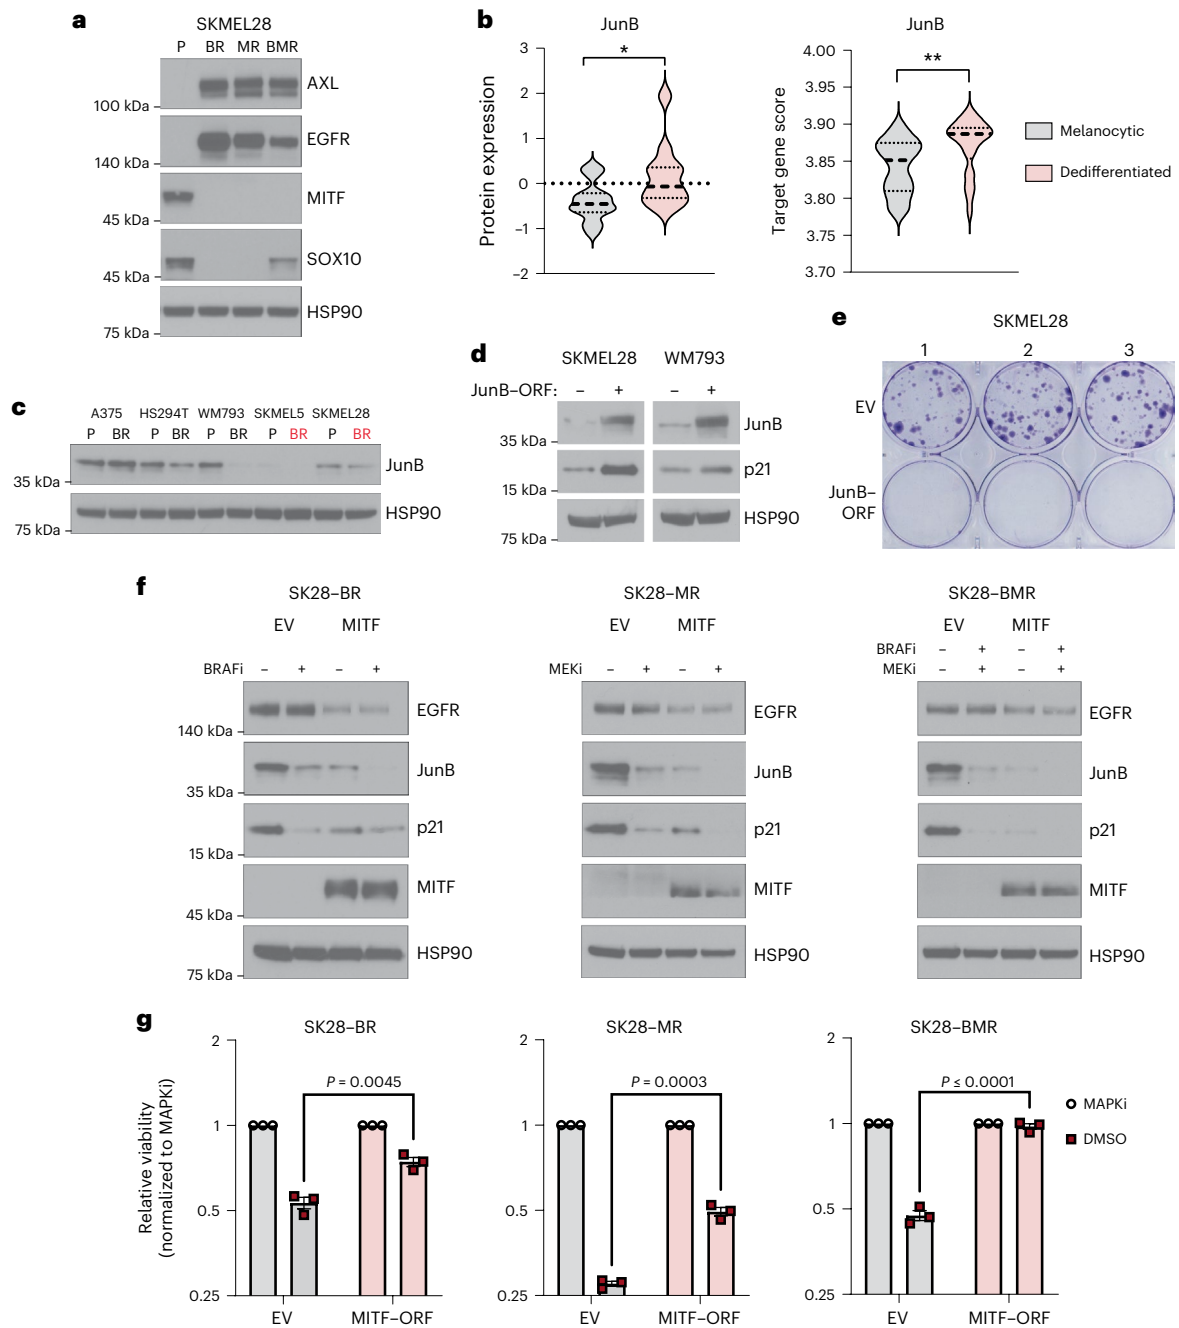 a
SKMEL28
P BR MR BMR
AXL
100 kDa
EGFR
140 kDa
MITF
45 kDa
SOX10
45 kDa
HSP90
75 kDa
b
JunB
*
Protein expression
3
2
1
0
–1
–2
JunB
**
Target gene score
4.00
3.95
3.90
3.85
3.80
3.75
3.70
Melanocytic
Dedifferentiated
c
A375 HS294T WM793 SKMEL5 SKMEL28
P BR P BR P BR P BR P BR
JunB
35 kDa
HSP90
75 kDa
d
SKMEL28 WM793
JunB–ORF: – + – +
JunB
35 kDa
p21
15 kDa
HSP90
75 kDa
e
SKMEL28
1 2 3
EV
JunB–
ORF
f
SK28–BR
EV MITF
BRAFi – + – +
EGFR
140 kDa
JunB
35 kDa
p21
15 kDa
MITF
45 kDa
HSP90
75 kDa
SK28–MR
EV MITF
MEKi – + – +
EGFR
JunB
p21
MITF
HSP90
SK28–BMR
EV MITF
BRAFi – + – +
MEKi – + – +
EGFR
JunB
p21
MITF
HSP90
g
Relative viability
(normalized to MAPKi)
SK28–BR
2
1
0.5
0.25
P = 0.0045
EV MITF–ORF
SK28–MR
2
1
0.5
0.25
P = 0.0003
EV MITF–ORF
SK28–BMR
2
1
0.5
0.25
P ≤ 0.0001
EV MITF–ORF
MAPKi
DMSO